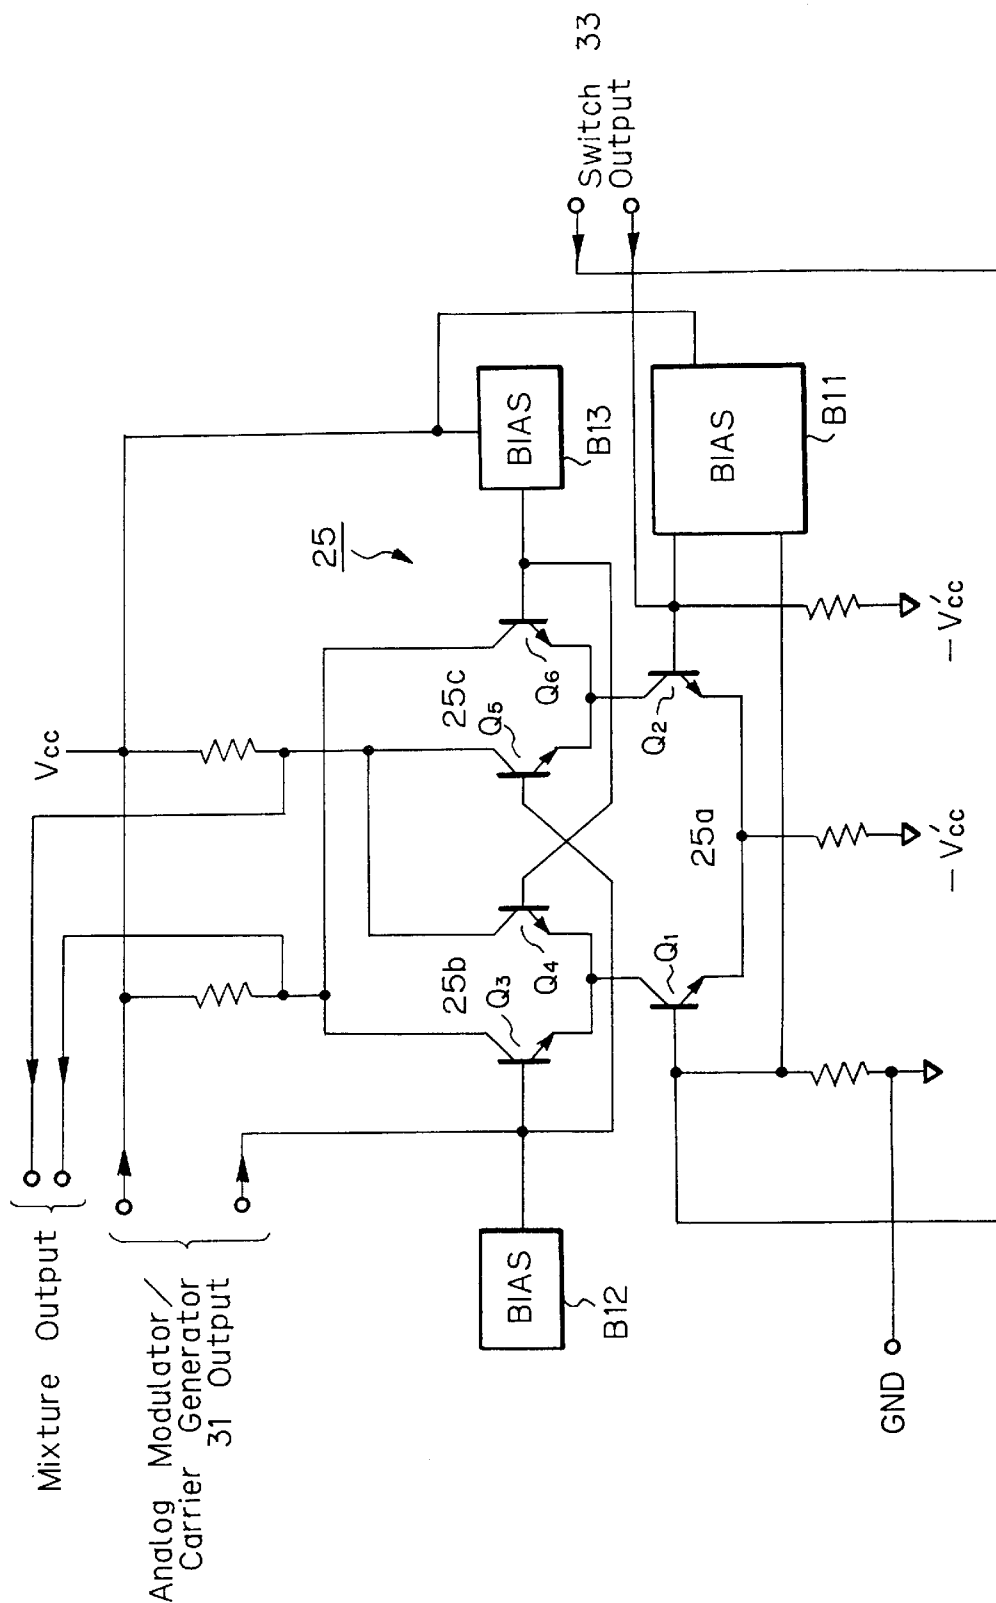 Mixture Output
Analog Modulator/
Carrier Generator
31 Output
Vcc
25
Switch 33
Output
25b
25c
Q3
Q4
Q5
Q6
BIAS
B12
BIAS
B13
25a
Q1
Q2
BIAS
B11
GND
-V'cc
-V'cc